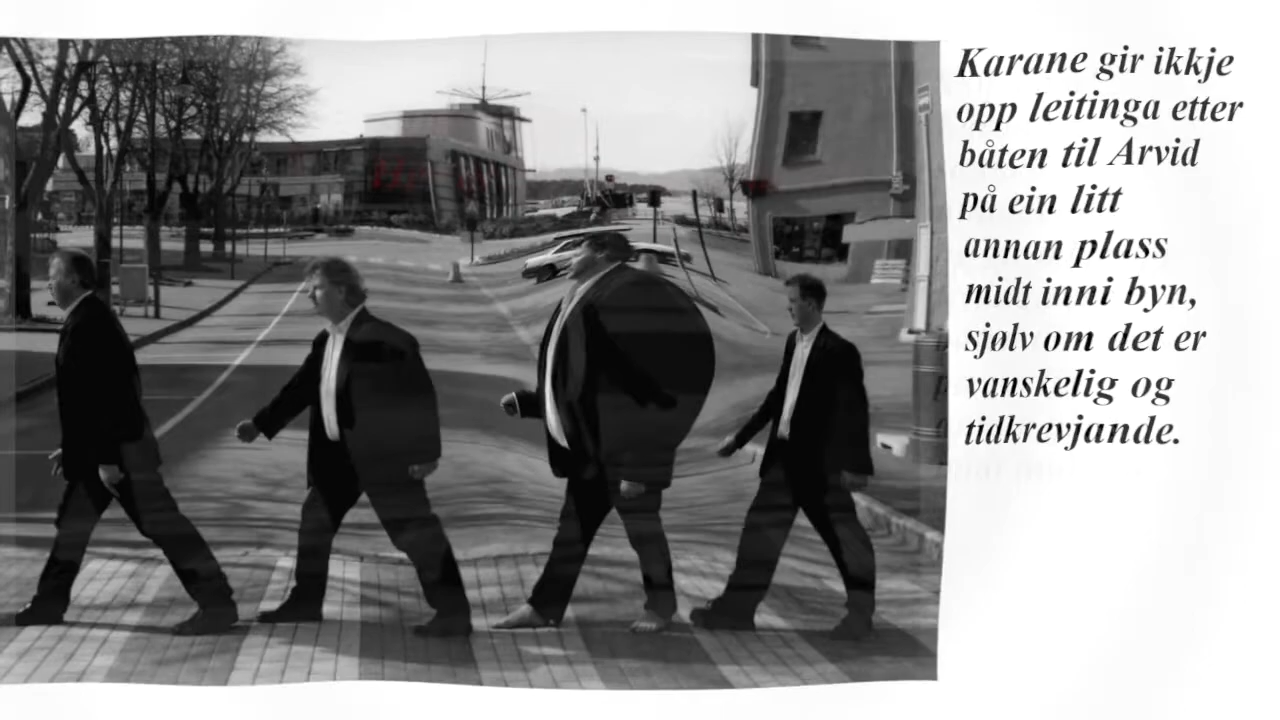 Karane gir ikkje
opp leitinga etter
båten til Arvid
på ein litt
annan plass
midt inni byn,
sjølv om det er
vanskelig og
tidkrevjande.